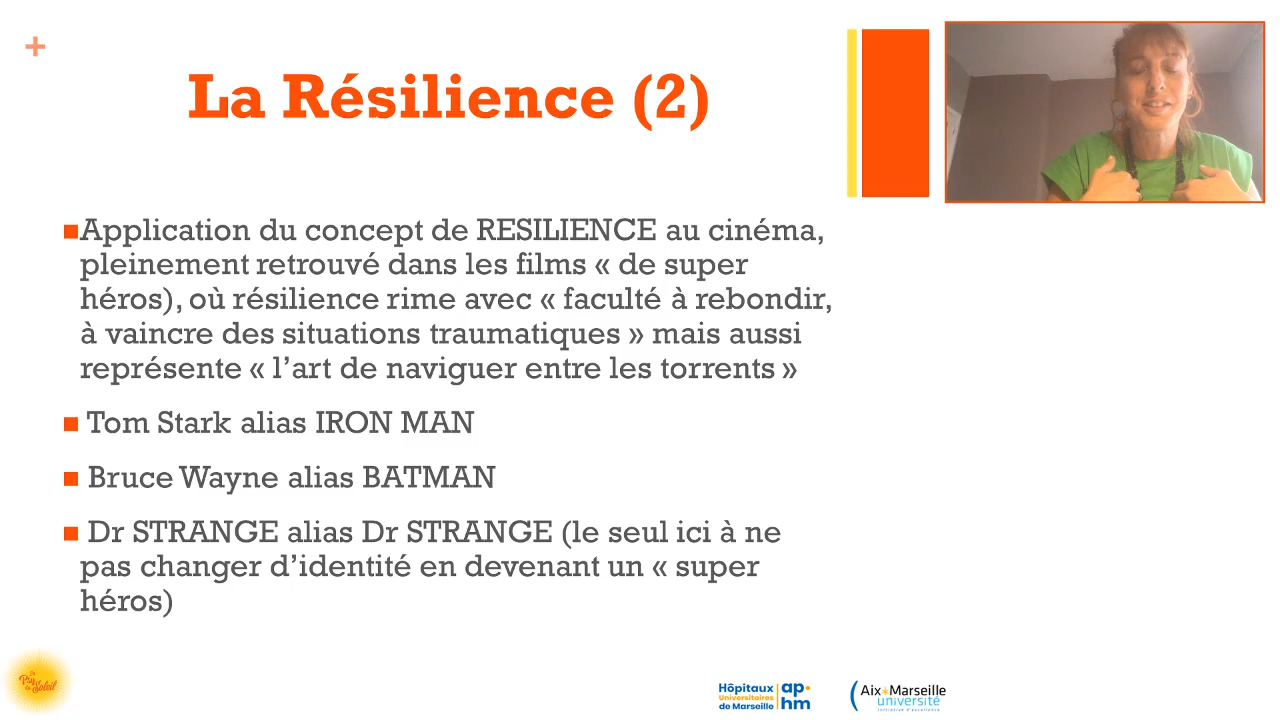 +
La Résilience (2)
Application du concept de RESILIENCE au cinéma,
pleinement retrouvé dans les films « de super
héros), où résilience rime avec « faculté à rebondir,
à vaincre des situations traumatiques » mais aussi
représente « l’art de naviguer entre les torrents »
Tom Stark alias IRON MAN
Bruce Wayne alias BATMAN
Dr STRANGE alias Dr STRANGE (le seul ici à ne
pas changer d’identité en devenant un « super
héros)
Hôpitaux
Universitaires
de Marseille
ap•
hm
Aix*Marseille
université